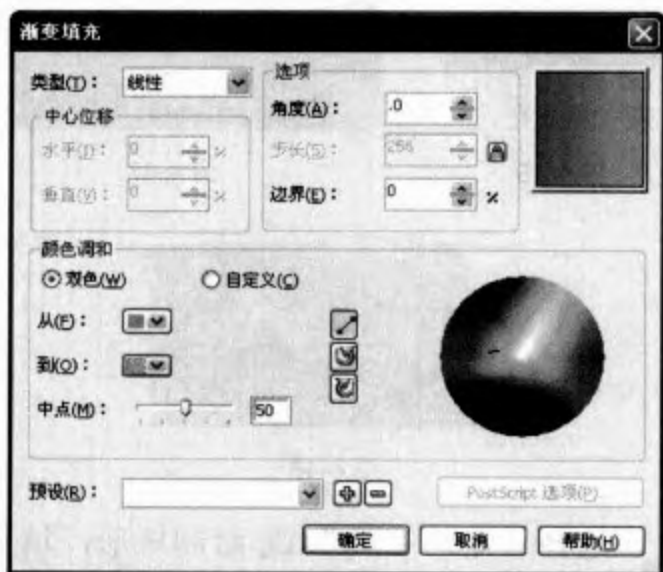 渐变填充
类型(T): 线性
中心位移
水平(I): 0 %
垂直(V): 0 %
选项
角度(A): .0
步长(S): 256
边界(E): 0 %
颜色调和
双色(W) 自定义(C)
从(F):
到(O):
中点(M): 50
预设(R):
PostScript 选项(P)
确定 取消 帮助(H)